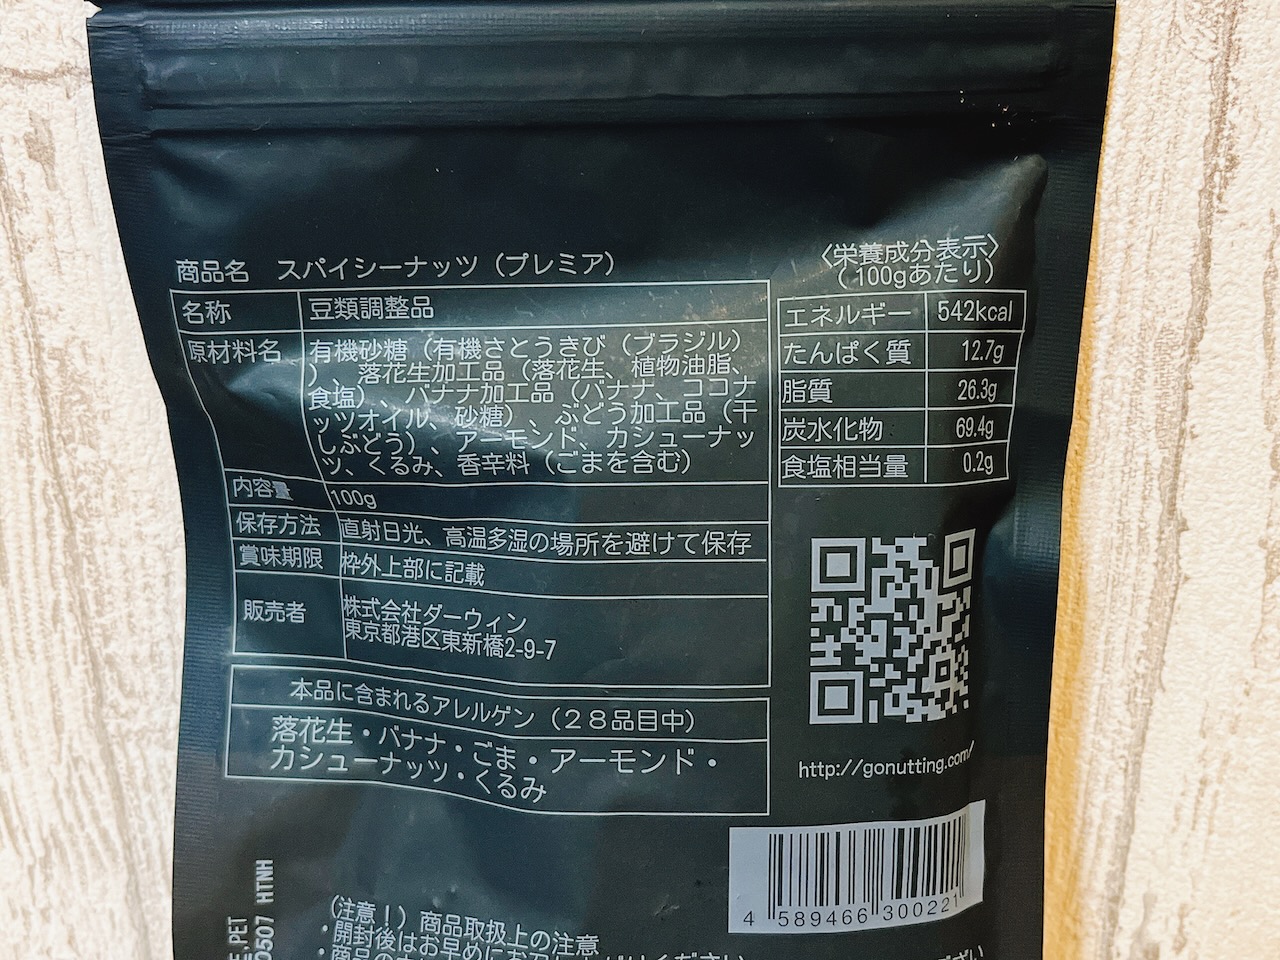 商品名 スパイシーナッツ（プレミア）
名称 豆類調整品
原材料名 有機砂糖（有機さとうきび（ブラジル）
）、落花生加工品（落花生、植物油脂、
食塩）、バナナ加工品（バナナ、ココナ
ッツオイル、砂糖）、ぶどう加工品（干
しぶどう）、アーモンド、カシューナッ
ツ、くるみ、香辛料（ごまを含む）
内容量 100g
保存方法 直射日光、高温多湿の場所を避けて保存
賞味期限 枠外上部に記載
販売者 株式会社ダーウィン
東京都港区東新橋2-9-7
本品に含まれるアレルゲン（２８品目中）
落花生・バナナ・ごま・アーモンド・
カシューナッツ・くるみ
〈栄養成分表示〉
（100gあたり）
エネルギー 542kcal
たんぱく質 12.7g
脂質 26.3g
炭水化物 69.4g
食塩相当量 0.2g
http://gonutting.com/
4 589466 300221
E.PET
0507 HTNH
（注意！）商品取扱上の注意
・開封後はお早めにお